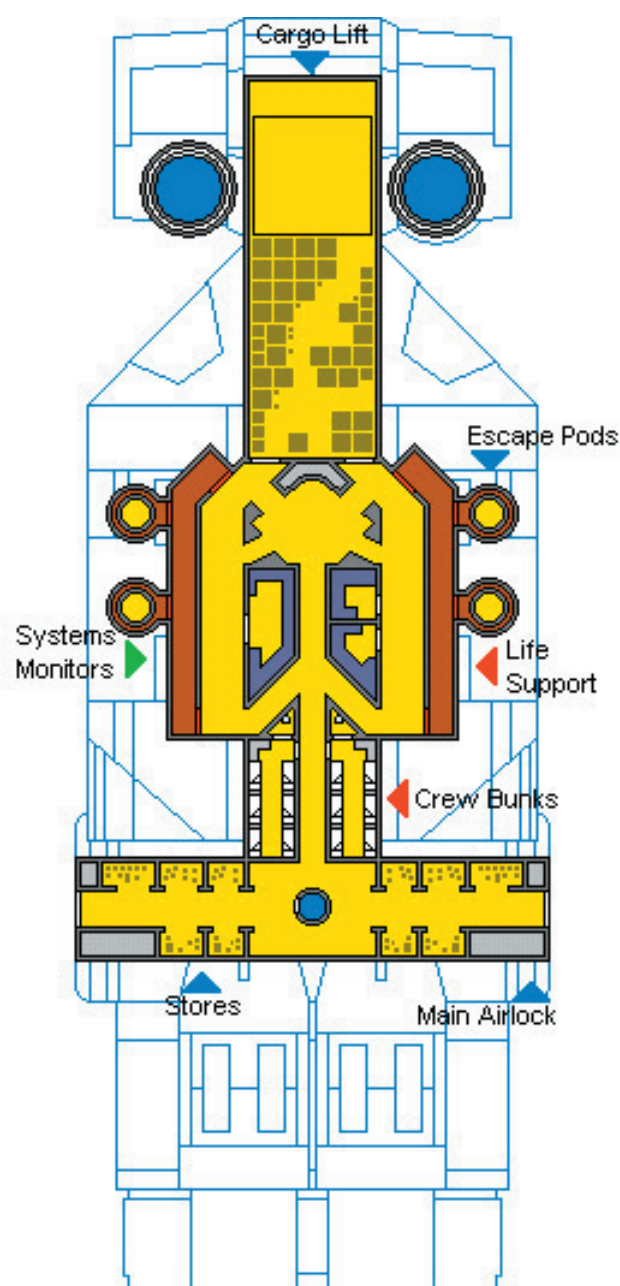 Cargo Lift
Escape Pods
Systems
Monitors
Life
Support
Crew Bunks
Stores
Main Airlock